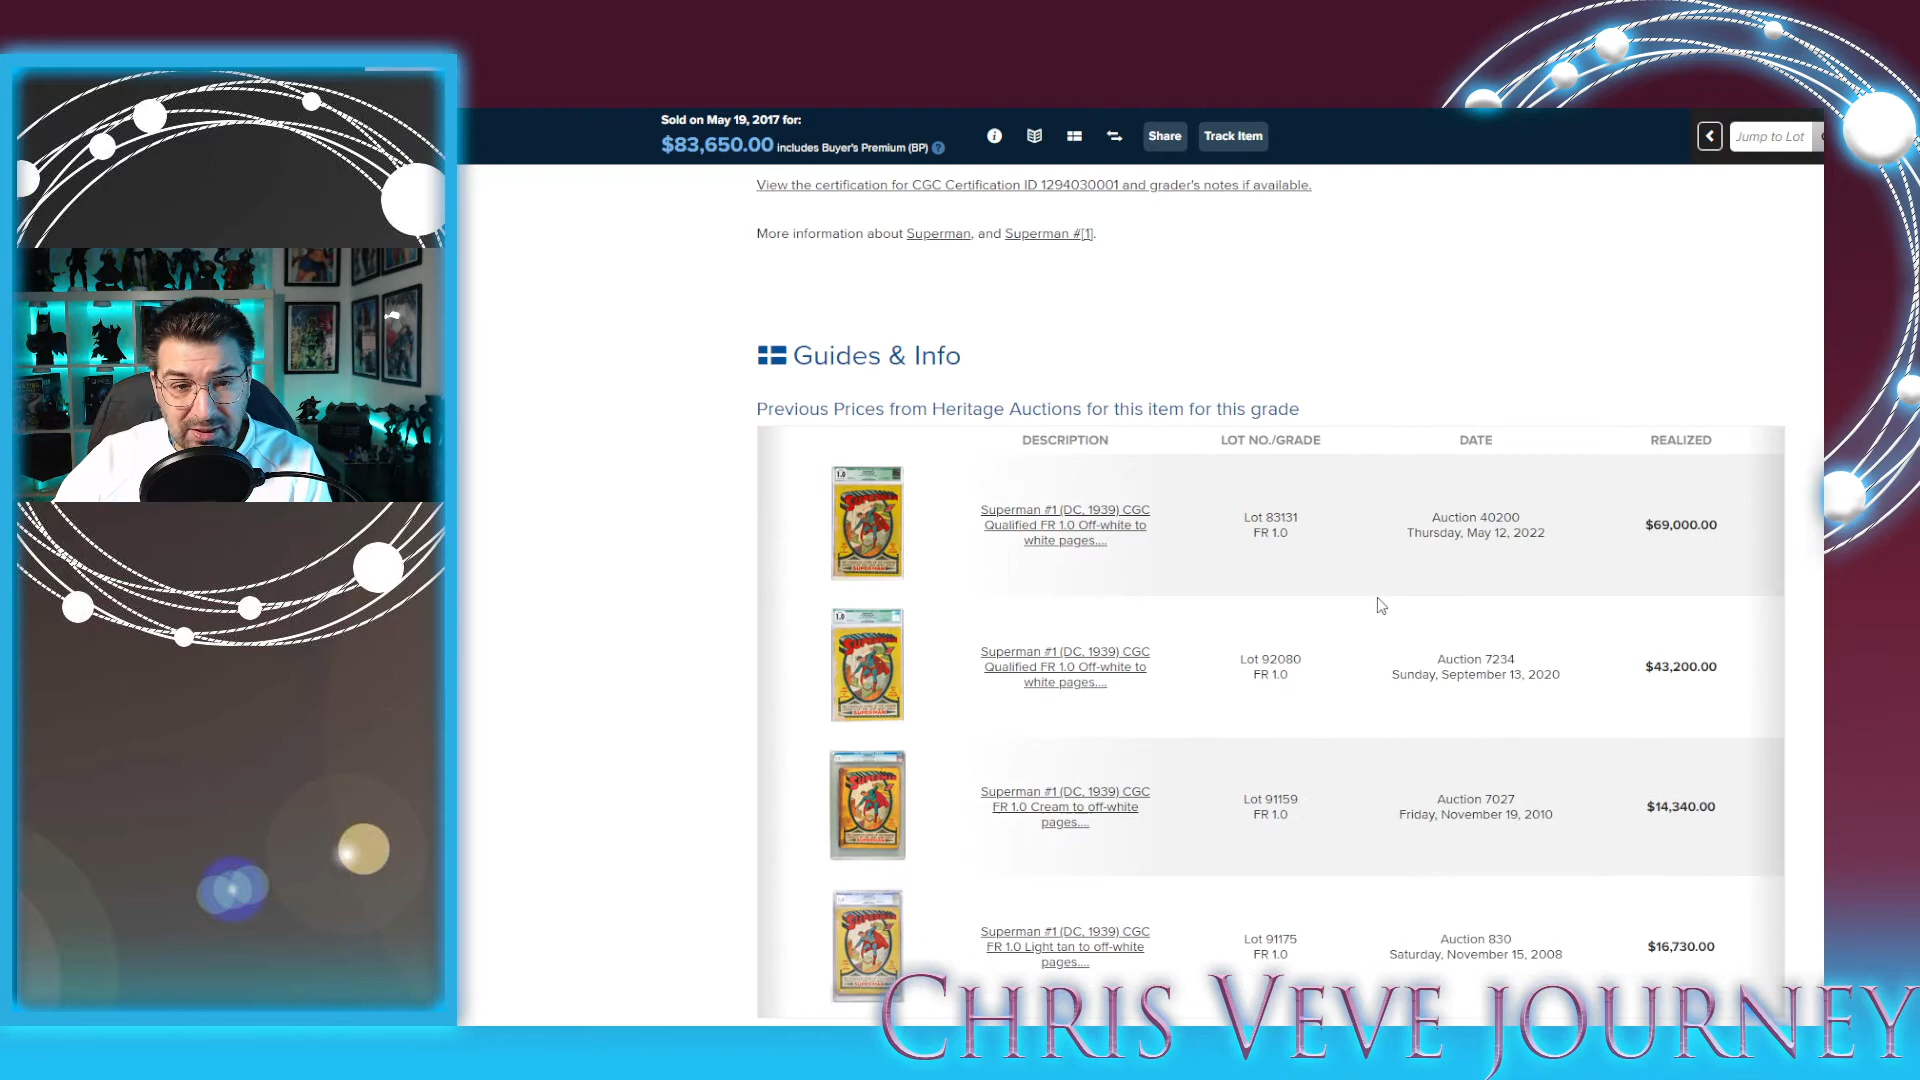 Sold on May 19, 2017 for:
$83,650.00 includes Buyer's Premium (BP) ?
Share
Track Item
Jump to Lot
View the certification for CGC Certification ID 1294030001 and grader's notes if available.
More information about Superman, and Superman #[1].
Guides & Info
Previous Prices from Heritage Auctions for this item for this grade
DESCRIPTION LOT NO./GRADE DATE REALIZED
1.0
SUPERMAN
Superman #1 (DC, 1939) CGC
Qualified FR 1.0 Off-white to
white pages....
Lot 83131
FR 1.0
Auction 40200
Thursday, May 12, 2022
$69,000.00
1.0
SUPERMAN
Superman #1 (DC, 1939) CGC
Qualified FR 1.0 Off-white to
white pages....
Lot 92080
FR 1.0
Auction 7234
Sunday, September 13, 2020
$43,200.00
SUPERMAN
Superman #1 (DC, 1939) CGC
FR 1.0 Cream to off-white
pages....
Lot 91159
FR 1.0
Auction 7027
Friday, November 19, 2010
$14,340.00
SUPERMAN
Superman #1 (DC, 1939) CGC
FR 1.0 Light tan to off-white
pages....
Lot 91175
FR 1.0
Auction 830
Saturday, November 15, 2008
$16,730.00
CHRIS VEVE JOURNEY